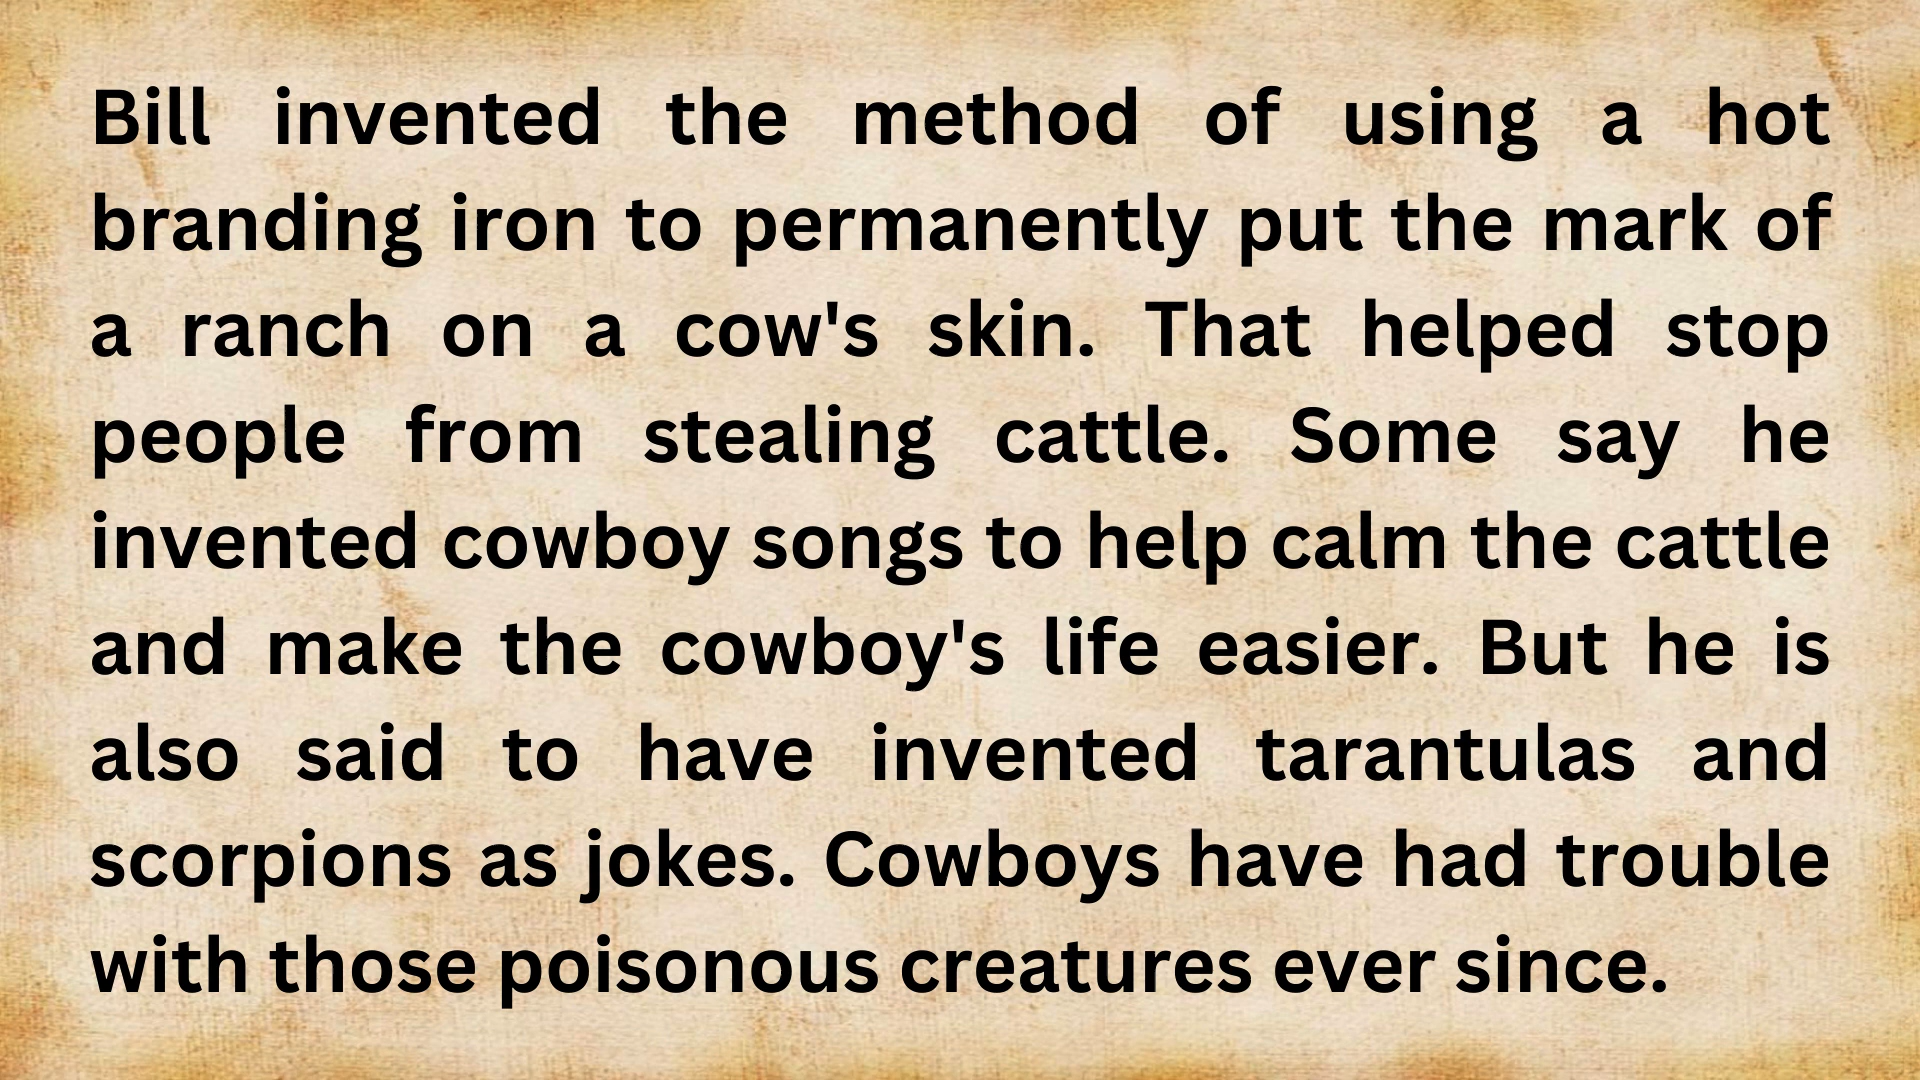 Bill invented the method of using a hot
branding iron to permanently put the mark of
a ranch on a cow's skin. That helped stop
people from stealing cattle. Some say he
invented cowboy songs to help calm the cattle
and make the cowboy's life easier. But he is
also said to have invented tarantulas and
scorpions as jokes. Cowboys have had trouble
with those poisonous creatures ever since.